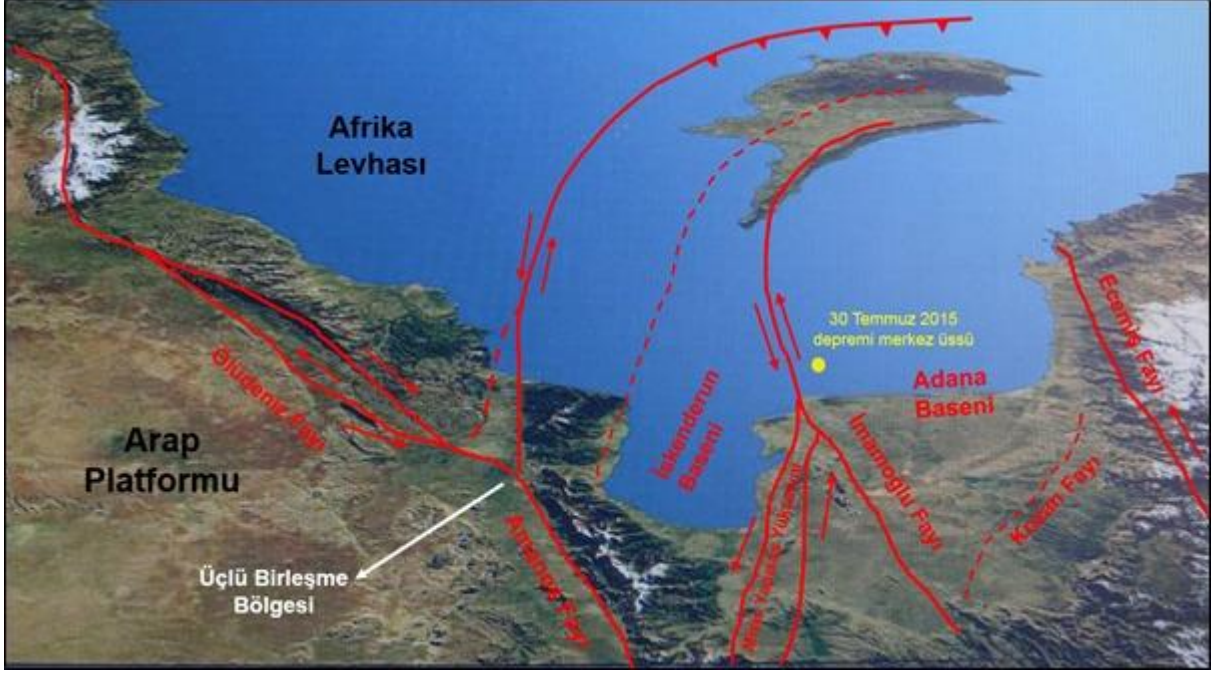 Afrika
Levhası
30 Temmuz 2015
depremi merkez üssü
Ecemiş Fayı
Adana
Baseni
İskenderun
Baseni
Ölüdeniz Fayı
İmamoğlu Fayı
Arap
Platformu
Kozan Fayı
Amanos Fayı
Yumurtalık
Üçlü Birleşme
Bölgesi